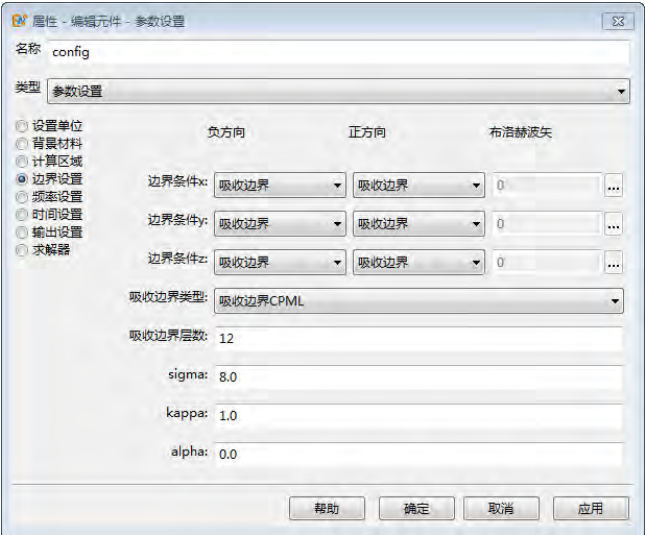 属性 - 编辑元件 - 参数设置
名称 config
类型 参数设置
设置单位
背景材料
计算区域
边界设置
频率设置
时间设置
输出设置
求解器
负方向 正方向 布洛赫波矢
边界条件x: 吸收边界 吸收边界 0 ...
边界条件y: 吸收边界 吸收边界 0 ...
边界条件z: 吸收边界 吸收边界 0 ...
吸收边界类型: 吸收边界CPML
吸收边界层数: 12
sigma: 8.0
kappa: 1.0
alpha: 0.0
帮助 确定 取消 应用